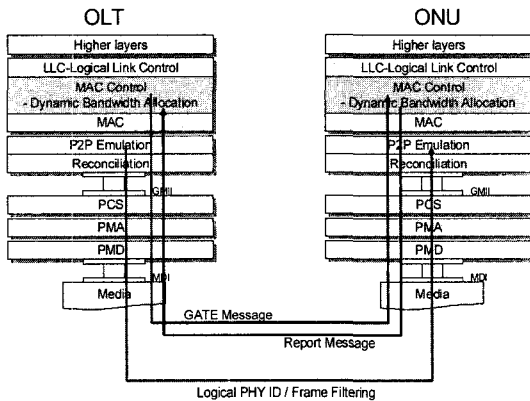 OLT
Higher layers
LLC-Logical Link Control
MAC Control
- Dynamic Bandwidth Allocation
MAC
P2P Emulation
Reconciliation
GMII
PCS
PMA
PMD
MDI
Media
ONU
Higher layers
LLC-Logical Link Control
MAC Control
- Dynamic Bandwidth Allocation
MAC
P2P Emulation
Reconciliation
GMII
PCS
PMA
PMD
MDI
Media
GATE Message
Report Message
Logical PHY ID / Frame Filtering